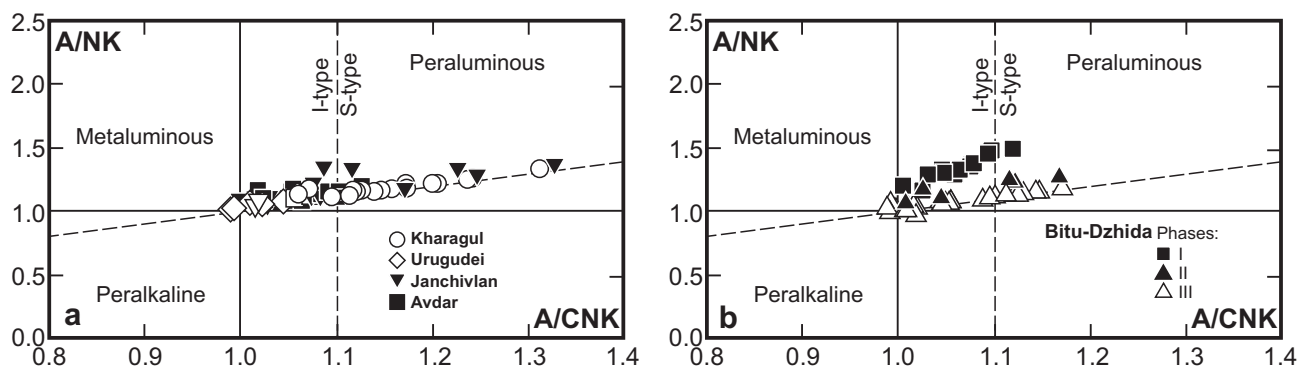 2.5
2.0
1.5
1.0
0.5
0.0
A/NK
Metaluminous
Peraluminous
I-type
S-type
Peralkaline
Kharagul
Urugudei
Janchivlan
Avdar
a
A/CNK
0.8 0.9 1.0 1.1 1.2 1.3 1.4
2.5
2.0
1.5
1.0
0.5
0.0
A/NK
Metaluminous
Peraluminous
I-type
S-type
Peralkaline
Bitu-Dzhida Phases:
I
II
III
b
A/CNK
0.8 0.9 1.0 1.1 1.2 1.3 1.4